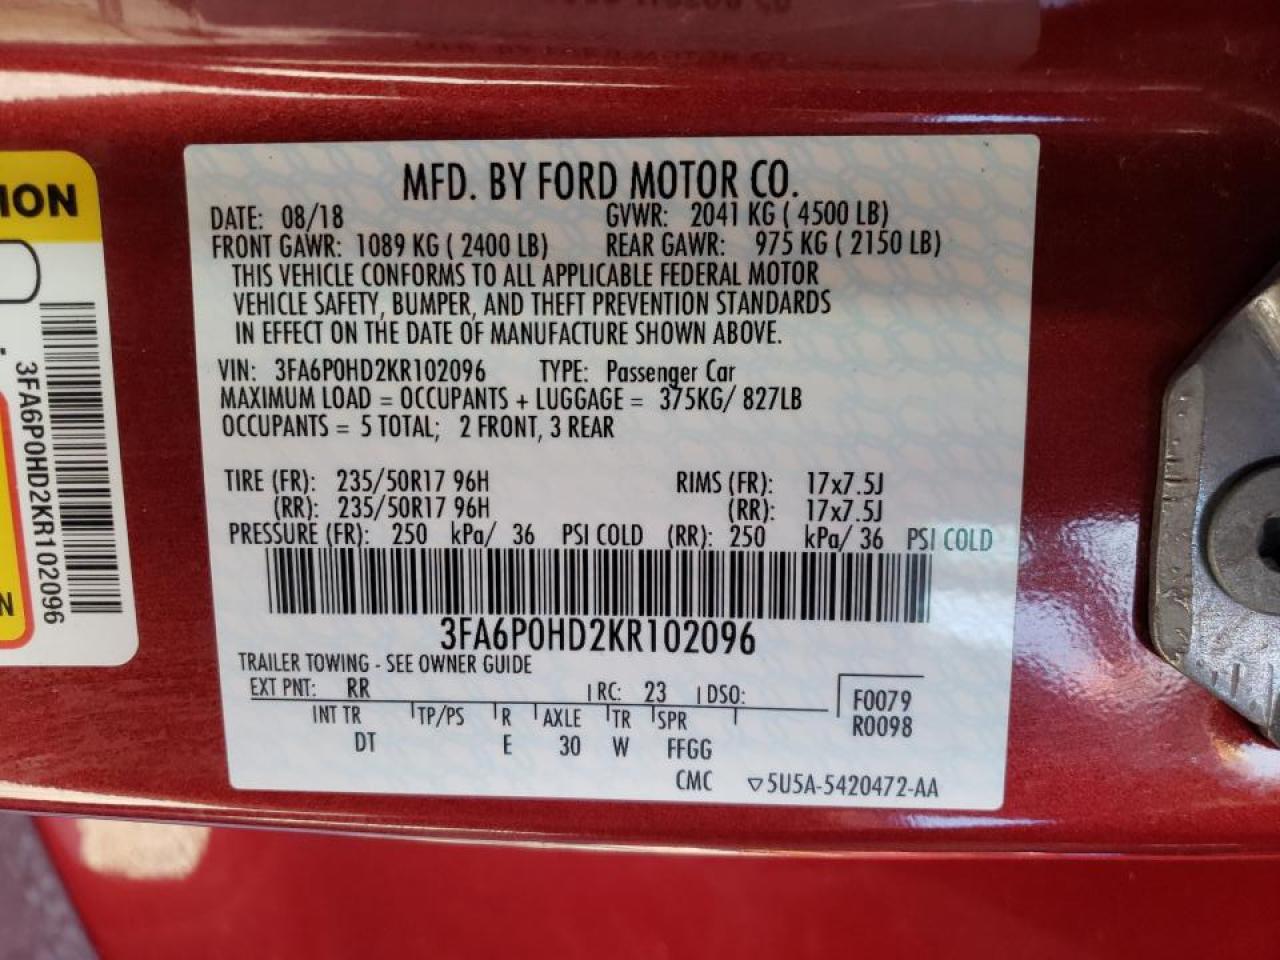 MFD. BY FORD MOTOR CO.
DATE: 08/18 GVWR: 2041 KG ( 4500 LB)
FRONT GAWR: 1089 KG ( 2400 LB) REAR GAWR: 975 KG ( 2150 LB)
THIS VEHICLE CONFORMS TO ALL APPLICABLE FEDERAL MOTOR
VEHICLE SAFETY, BUMPER, AND THEFT PREVENTION STANDARDS
IN EFFECT ON THE DATE OF MANUFACTURE SHOWN ABOVE.
VIN: 3FA6P0HD2KR102096 TYPE: Passenger Car
MAXIMUM LOAD = OCCUPANTS + LUGGAGE = 375KG/ 827LB
OCCUPANTS = 5 TOTAL; 2 FRONT, 3 REAR
TIRE (FR): 235/50R17 96H RIMS (FR): 17x7.5J
(RR): 235/50R17 96H (RR): 17x7.5J
PRESSURE (FR): 250 kPa/ 36 PSI COLD (RR): 250 kPa/ 36 PSI COLD
3FA6P0HD2KR102096
TRAILER TOWING - SEE OWNER GUIDE
EXT PNT: RR RC: 23 DSO: F0079
INT TR TP/PS R AXLE TR SPR R0098
DT E 30 W FFGG
CMC ▽5U5A-5420472-AA
ION
3FA6P0HD2KR102096
N